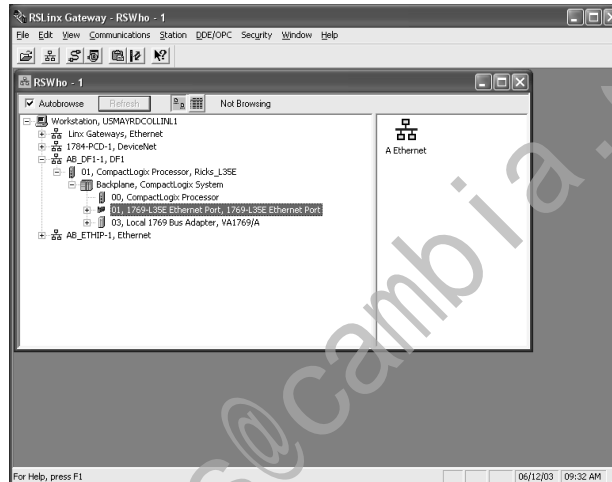 RSLinx Gateway - RSWho - 1
File Edit View Communications Station DDE/OPC Security Window Help
RSWho - 1
Autobrowse Refresh Not Browsing
Workstation, USMAYRDCOLLINL1
Linx Gateways, Ethernet
1784-PCD-1, DeviceNet
AB_DF1-1, DF1
01, CompactLogix Processor, Ricks_L35E
Backplane, CompactLogix System
00, CompactLogix Processor
01, 1769-L35E Ethernet Port, 1769-L35E Ethernet Port
03, Local 1769 Bus Adapter, VA1769/A
AB_ETHIP-1, Ethernet
A Ethernet
s@cambia.
For Help, press F1
06/12/03 09:32 AM